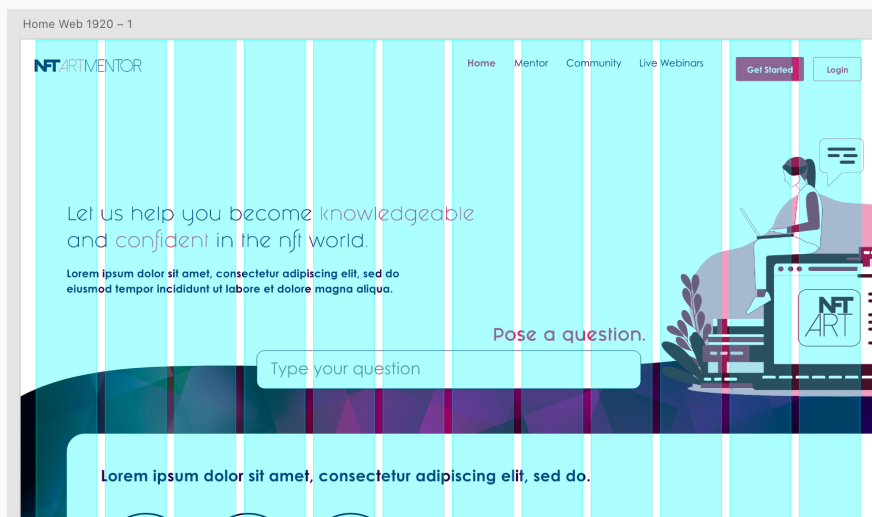 Home Web 1920 – 1
NFTARTMENTOR
Home Mentor Community Live Webinars Get Started Login
Let us help you become knowledgeable
and confident in the nft world.
Lorem ipsum dolor sit amet, consectetur adipiscing elit, sed do
eiusmod tempor incididunt ut labore et dolore magna aliqua.
NFT
ART
Pose a question.
Type your question
Lorem ipsum dolor sit amet, consectetur adipiscing elit, sed do.